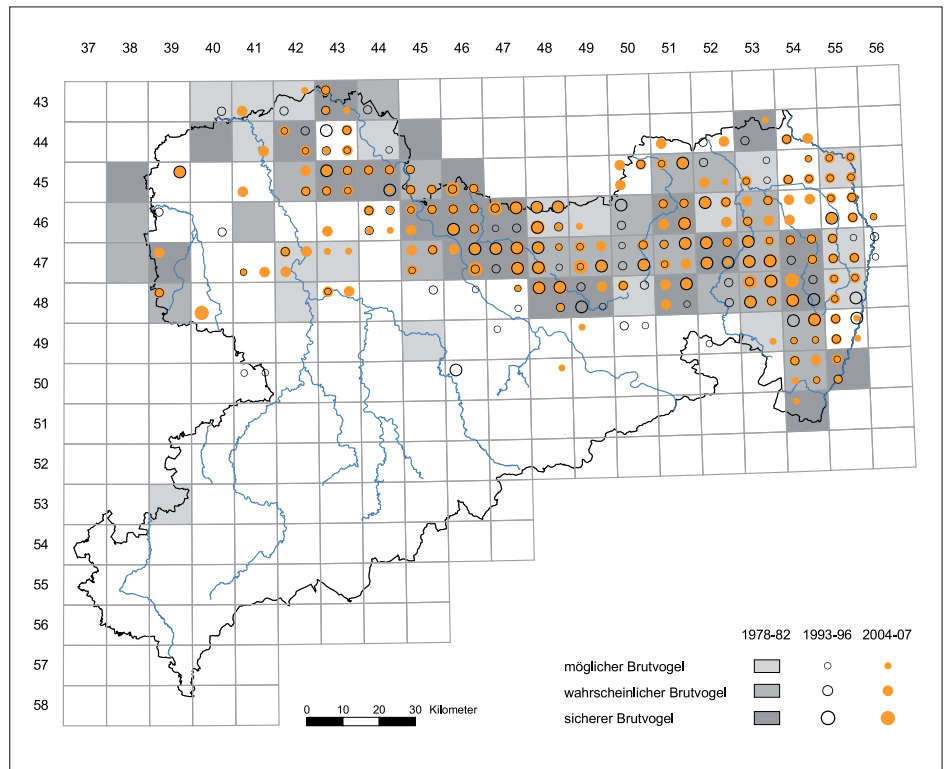 37 38 39 40 41 42 43 44 45 46 47 48 49 50 51 52 53 54 55 56
43
44
45
46
47
48
49
50
51
52
53
54
55
56
57
58
1978-82 1993-96 2004-07
möglicher Brutvogel
wahrscheinlicher Brutvogel
sicherer Brutvogel
0 10 20 30 Kilometer